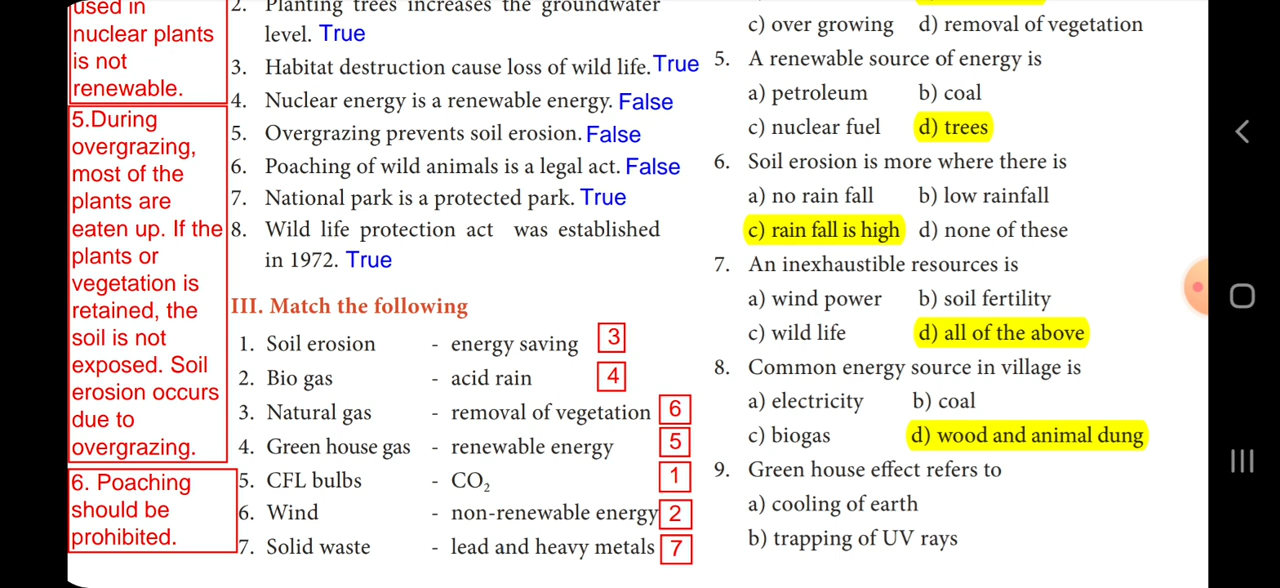 used in
nuclear plants
is not
renewable.
5.During
overgrazing,
most of the
plants are
eaten up. If the
plants or
vegetation is
retained, the
soil is not
exposed. Soil
erosion occurs
due to
overgrazing.
6. Poaching
should be
prohibited.
2. Planting trees increases the groundwater
level. True
3. Habitat destruction cause loss of wild life. True
4. Nuclear energy is a renewable energy. False
5. Overgrazing prevents soil erosion. False
6. Poaching of wild animals is a legal act. False
7. National park is a protected park. True
8. Wild life protection act was established
in 1972. True
III. Match the following
1. Soil erosion - energy saving 3
2. Bio gas - acid rain 4
3. Natural gas - removal of vegetation 6
4. Green house gas - renewable energy 5
5. CFL bulbs - CO₂ 1
6. Wind - non-renewable energy 2
7. Solid waste - lead and heavy metals 7
c) over growing d) removal of vegetation
5. A renewable source of energy is
a) petroleum b) coal
c) nuclear fuel d) trees
6. Soil erosion is more where there is
a) no rain fall b) low rainfall
c) rain fall is high d) none of these
7. An inexhaustible resources is
a) wind power b) soil fertility
c) wild life d) all of the above
8. Common energy source in village is
a) electricity b) coal
c) biogas d) wood and animal dung
9. Green house effect refers to
a) cooling of earth
b) trapping of UV rays